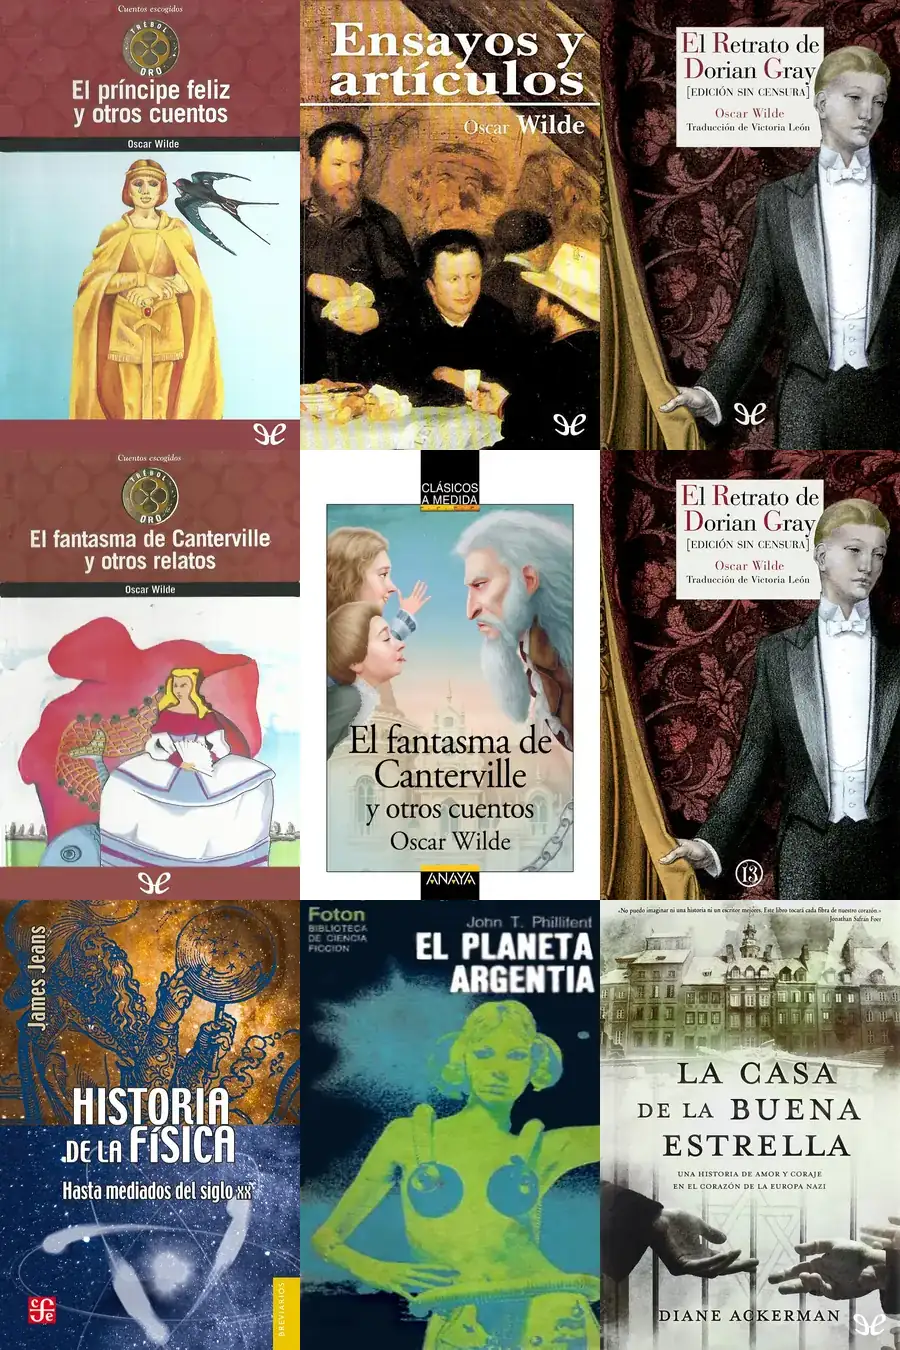 Cuentos escogidos
TRÉBOL
ORO
El príncipe feliz
y otros cuentos
Oscar Wilde
Ensayos y
artículos
Oscar Wilde
El Retrato de
Dorian Gray
[EDICIÓN SIN CENSURA]
Oscar Wilde
Traducción de Victoria León
Cuentos escogidos
TRÉBOL
ORO
El fantasma de Canterville
y otros relatos
Oscar Wilde
CLÁSICOS
A MEDIDA
El fantasma de
Canterville
y otros cuentos
Oscar Wilde
ANAYA
El Retrato de
Dorian Gray
[EDICIÓN SIN CENSURA]
Oscar Wilde
Traducción de Victoria León
13
James Jeans
HISTORIA
DE LA FÍSICA
Hasta mediados del siglo XX
cfe
BREVIARIOS
Foton
BIBLIOTECA
DE CIENCIA
FICCION
John T. Phillifent
EL PLANETA
ARGENTIA
«No puedo imaginar ni una historia ni un escritor mejores. Este libro tocará cada fibra de nuestro corazón.»
Jonathan Safran Foer
LA CASA
DE LA BUENA
ESTRELLA
UNA HISTORIA DE AMOR Y CORAJE
EN EL CORAZÓN DE LA EUROPA NAZI
DIANE ACKERMAN